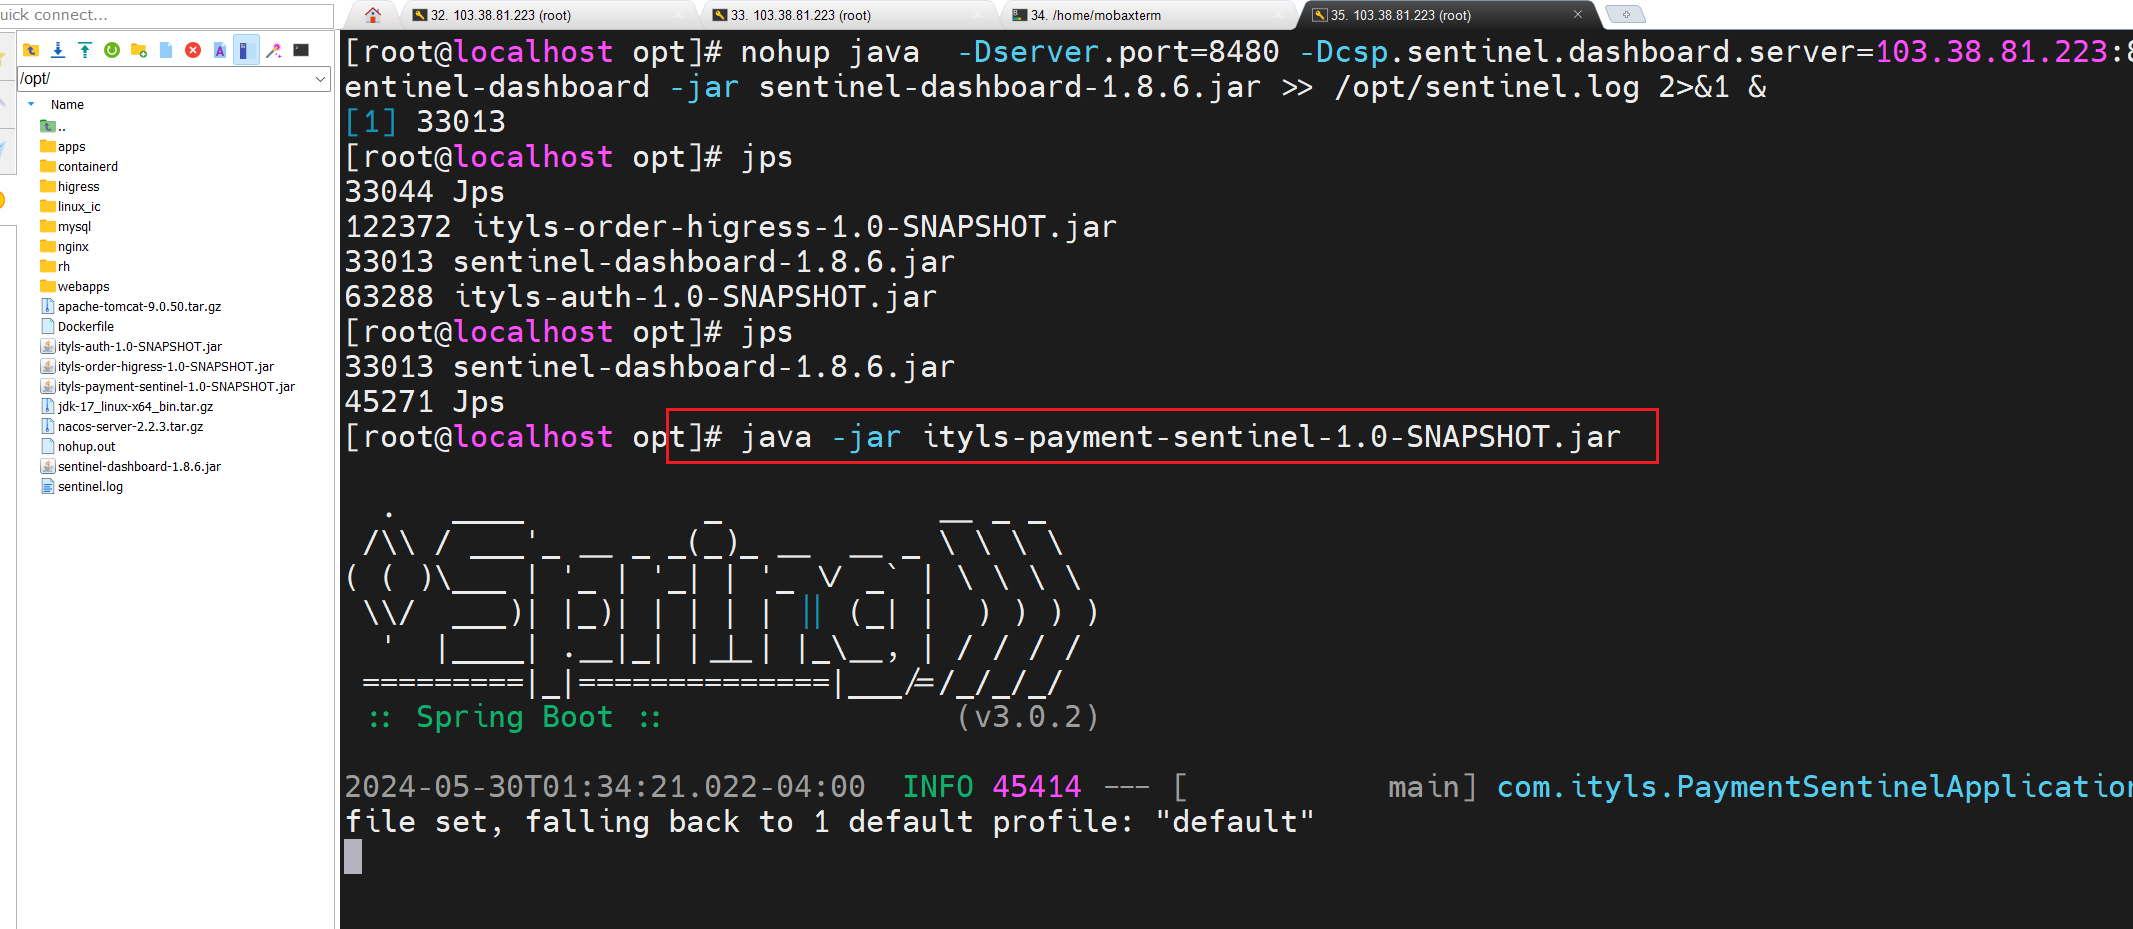 uick connect...
32. 103.38.81.223 (root)
33. 103.38.81.223 (root)
34. /home/mobaxterm
35. 103.38.81.223 (root)
/opt/
Name
..
apps
containerd
higress
linux_ic
mysql
nginx
rh
webapps
apache-tomcat-9.0.50.tar.gz
Dockerfile
ityls-auth-1.0-SNAPSHOT.jar
ityls-order-higress-1.0-SNAPSHOT.jar
ityls-payment-sentinel-1.0-SNAPSHOT.jar
jdk-17_linux-x64_bin.tar.gz
nacos-server-2.2.3.tar.gz
nohup.out
sentinel-dashboard-1.8.6.jar
sentinel.log
[root@localhost opt]# nohup java  -Dserver.port=8480 -Dcsp.sentinel.dashboard.server=103.38.81.223:8
entinel-dashboard -jar sentinel-dashboard-1.8.6.jar >> /opt/sentinel.log 2>&1 &
[1] 33013
[root@localhost opt]# jps
33044 Jps
122372 ityls-order-higress-1.0-SNAPSHOT.jar
33013 sentinel-dashboard-1.8.6.jar
63288 ityls-auth-1.0-SNAPSHOT.jar
[root@localhost opt]# jps
33013 sentinel-dashboard-1.8.6.jar
45271 Jps
[root@localhost opt]# java -jar ityls-payment-sentinel-1.0-SNAPSHOT.jar
:: Spring Boot ::                (v3.0.2)
2024-05-30T01:34:21.022-04:00  INFO 45414 --- [           main] com.ityls.PaymentSentinelApplication
file set, falling back to 1 default profile: "default"